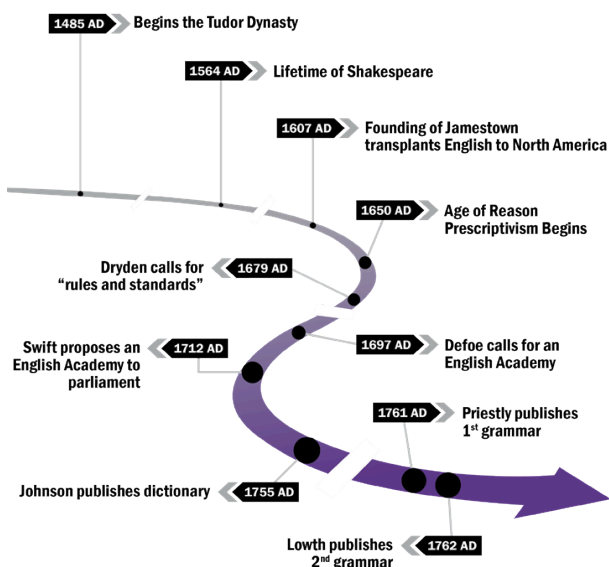 1485 AD
Begins the Tudor Dynasty
1564 AD
Lifetime of Shakespeare
1607 AD
Founding of Jamestown
transplants English to North America
1650 AD
Age of Reason
Prescriptivism Begins
Dryden calls for
“rules and standards”
1679 AD
1697 AD
Defoe calls for an
English Academy
Swift proposes an
English Academy to
parliament
1712 AD
1761 AD
Priestly publishes
1st grammar
Johnson publishes dictionary
1755 AD
Lowth publishes
2nd grammar
1762 AD